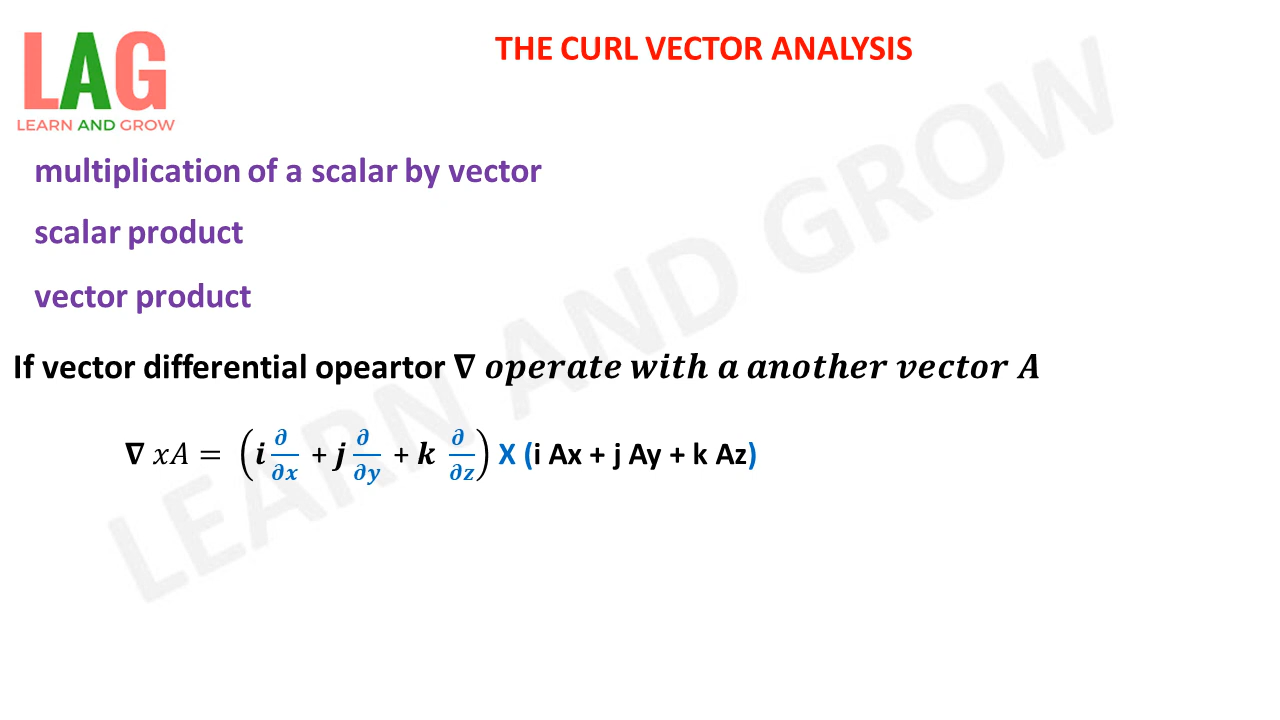 LAG
LEARN AND GROW
THE CURL VECTOR ANALYSIS
multiplication of a scalar by vector
scalar product
vector product
If vector differential opeartor ∇ operate with a another vector A
∇ xA = (i ∂/∂x + j ∂/∂y + k ∂/∂z) X (i Ax + j Ay + k Az)
LEARN AND GROW